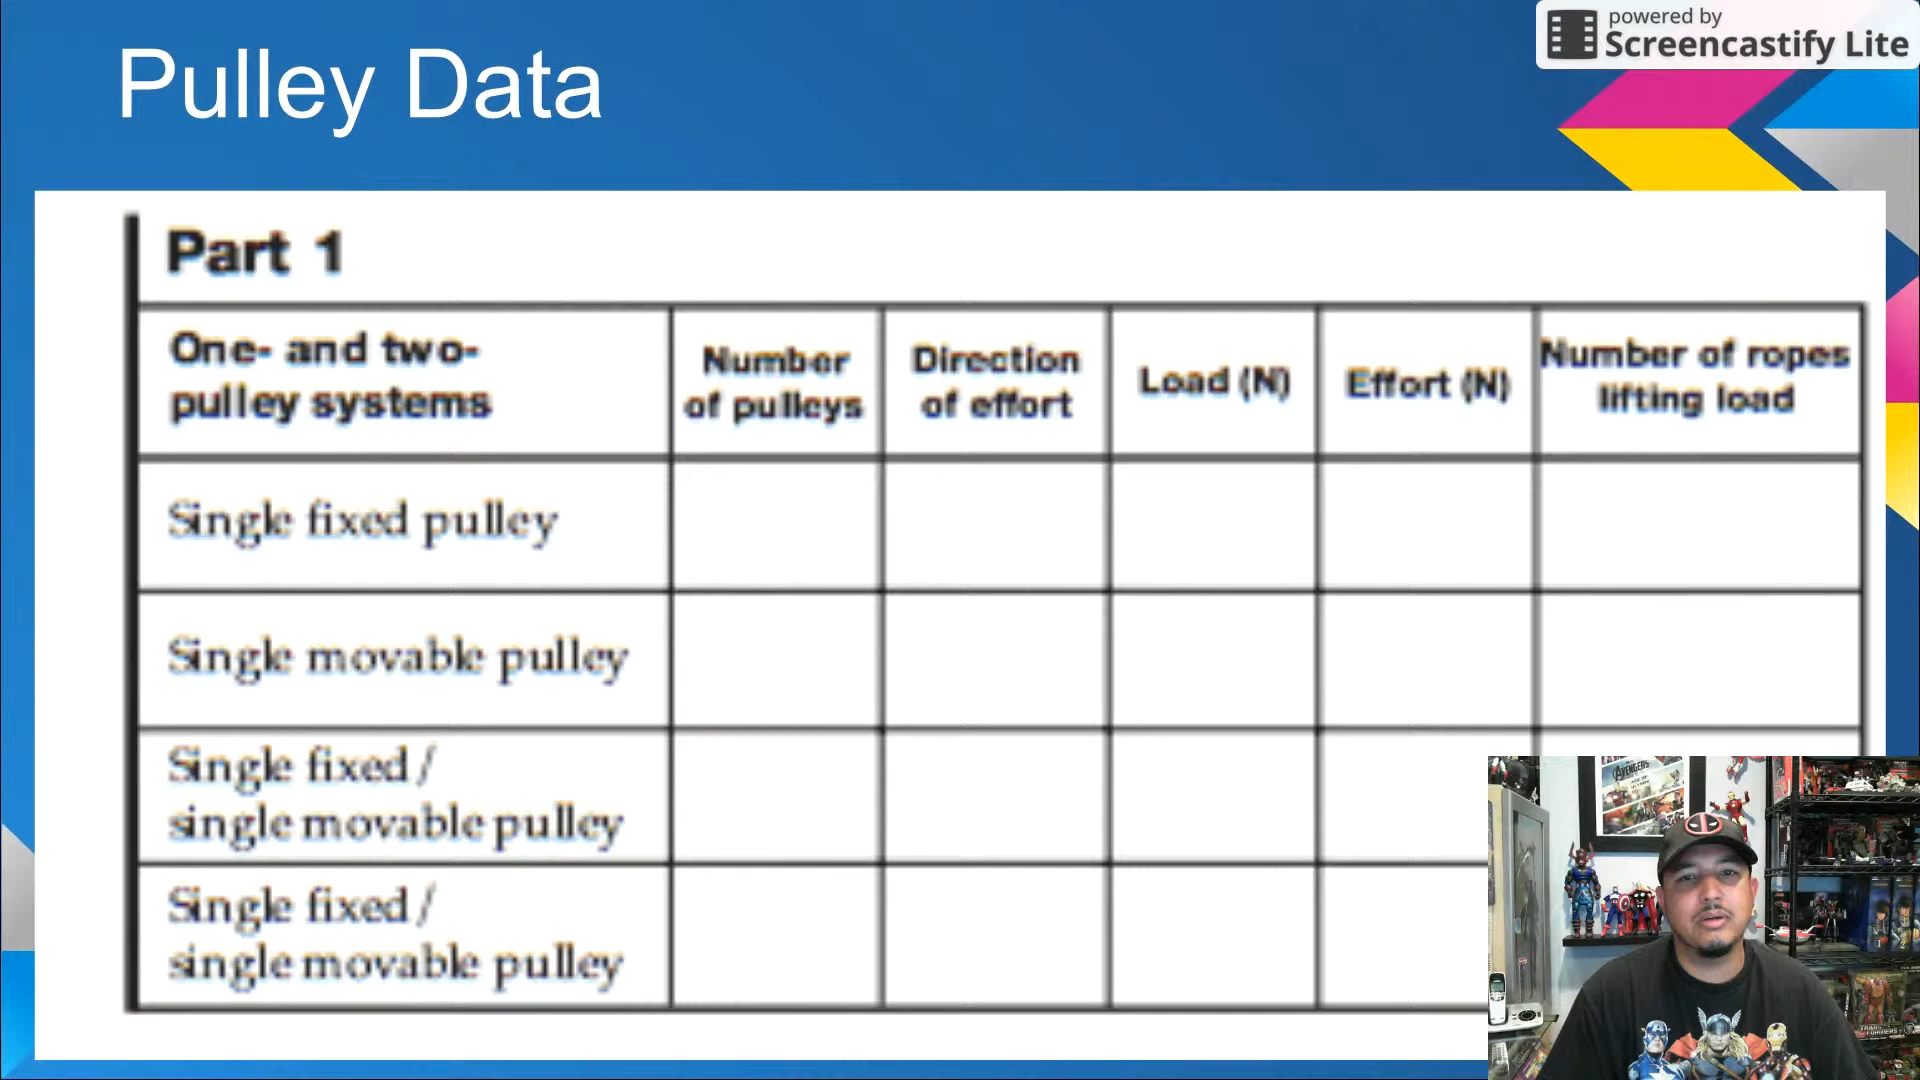 powered by
Screencastify Lite
Pulley Data
Part 1
One- and two-
pulley systems
Number
of pulleys
Direction
of effort
Load (N)
Effort (N)
Number of ropes
lifting load
Single fixed pulley
Single movable pulley
Single fixed /
single movable pulley
Single fixed /
single movable pulley
AVENGERS